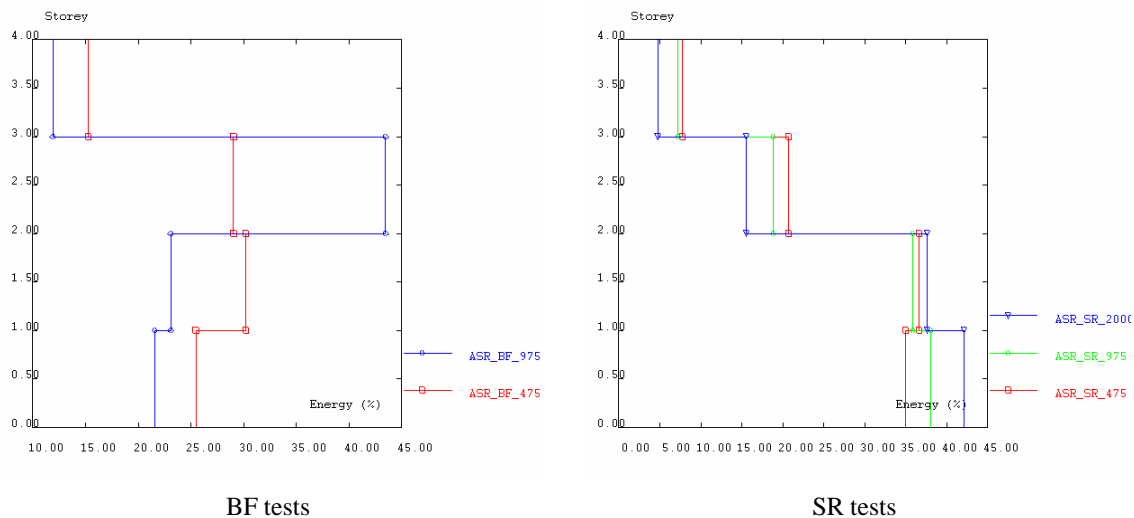 Storey
4.00
3.50
3.00
2.50
2.00
1.50
1.00
0.50
0.00
Energy (%)
10.00 15.00 20.00 25.00 30.00 35.00 40.00 45.00
ASR_BF_975
ASR_BF_475
BF tests
Storey
4.00
3.50
3.00
2.50
2.00
1.50
1.00
0.50
0.00
Energy (%)
0.00 5.00 10.00 15.00 20.00 25.00 30.00 35.00 40.00 45.00
ASR_SR_2000
ASR_SR_975
ASR_SR_475
SR tests